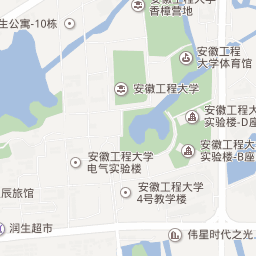 安徽工程大学
香樟营地
生公寓-10栋
安徽工程
大学体育馆
安徽工程大学
安徽工程大学
实验楼-D座
安徽工程大学
实验楼-B座
安徽工程大学
电气实验楼
安徽工程大学
4号教学楼
辰旅馆
润生超市
伟星时代之光